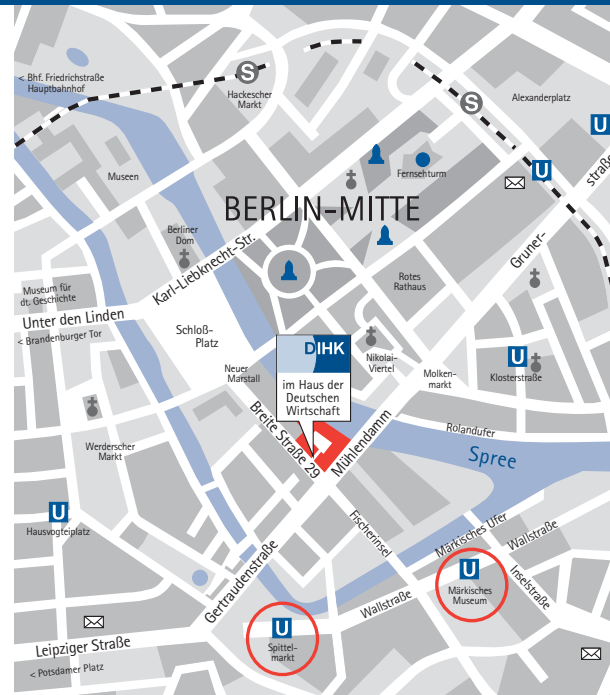 < Bhf. Friedrichstraße
Hauptbahnhof
S
Hackescher
Markt
S
Alexanderplatz
U
straße
Museen
Fernsehturm
U
BERLIN-MITTE
Berliner
Dom
Karl-Liebknecht-Str.
Gruner-
Rotes
Rathaus
Museum für
dt. Geschichte
Unter den Linden
< Brandenburger Tor
Schloß-
Platz
DIHK
im Haus der
Deutschen
Wirtschaft
Neuer
Marstall
Nikolai-
Viertel
Molken-
markt
U
Klosterstraße
Breite Straße 29
Mühlendamm
Rolandufer
Spree
Werderscher
Markt
U
Hausvogteiplatz
Fischerinsel
Märkisches Ufer
Wallstraße
Gertraudenstraße
U
Märkisches
Museum
Inselstraße
Wallstraße
U
Spittel-
markt
Leipziger Straße
< Potsdamer Platz